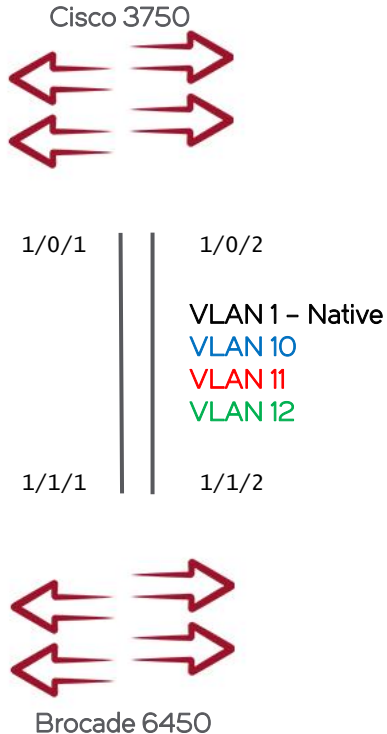 Cisco 3750
1/0/1 1/0/2
VLAN 1 – Native
VLAN 10
VLAN 11
VLAN 12
1/1/1 1/1/2
Brocade 6450